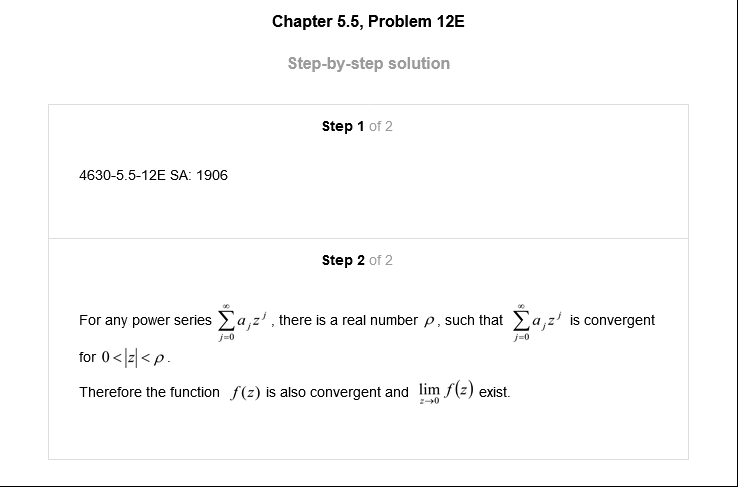 Chapter 5.5, Problem 12E
Step-by-step solution
Step 1 of 2
4630-5.5-12E SA: 1906
Step 2 of 2
For any power series $\sum_{j=0}^{\infty} a_j z^j$ , there is a real number ρ, such that $\sum_{j=0}^{\infty} a_j z^j$ is convergent
for 0<|z|<ρ.
Therefore the function f(z) is also convergent and $\lim_{z \to 0} f(z)$ exist.